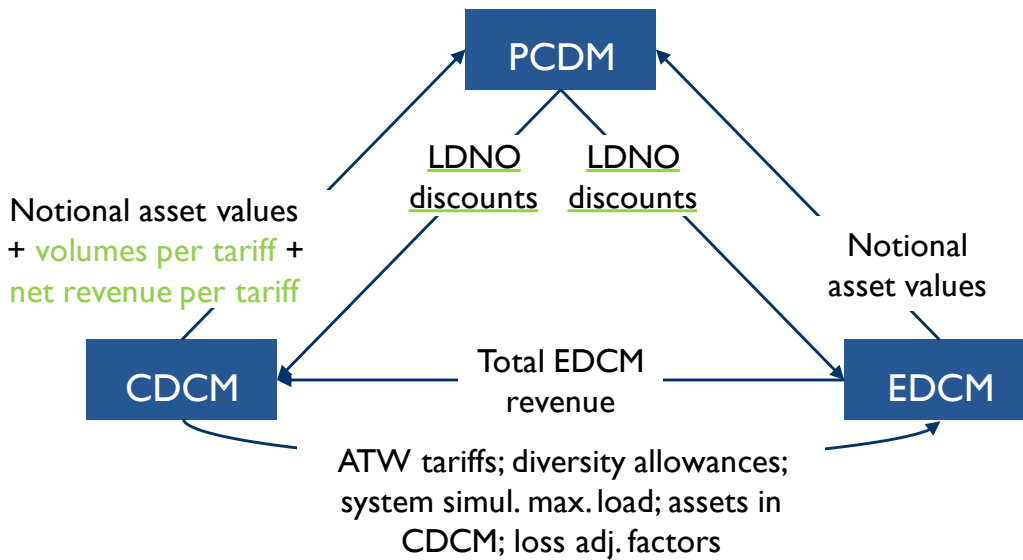 PCDM
LDNO
discounts
LDNO
discounts
Notional asset values
+ volumes per tariff +
net revenue per tariff
Notional
asset values
CDCM
Total EDCM
revenue
EDCM
ATW tariffs; diversity allowances;
system simul. max. load; assets in
CDCM; loss adj. factors